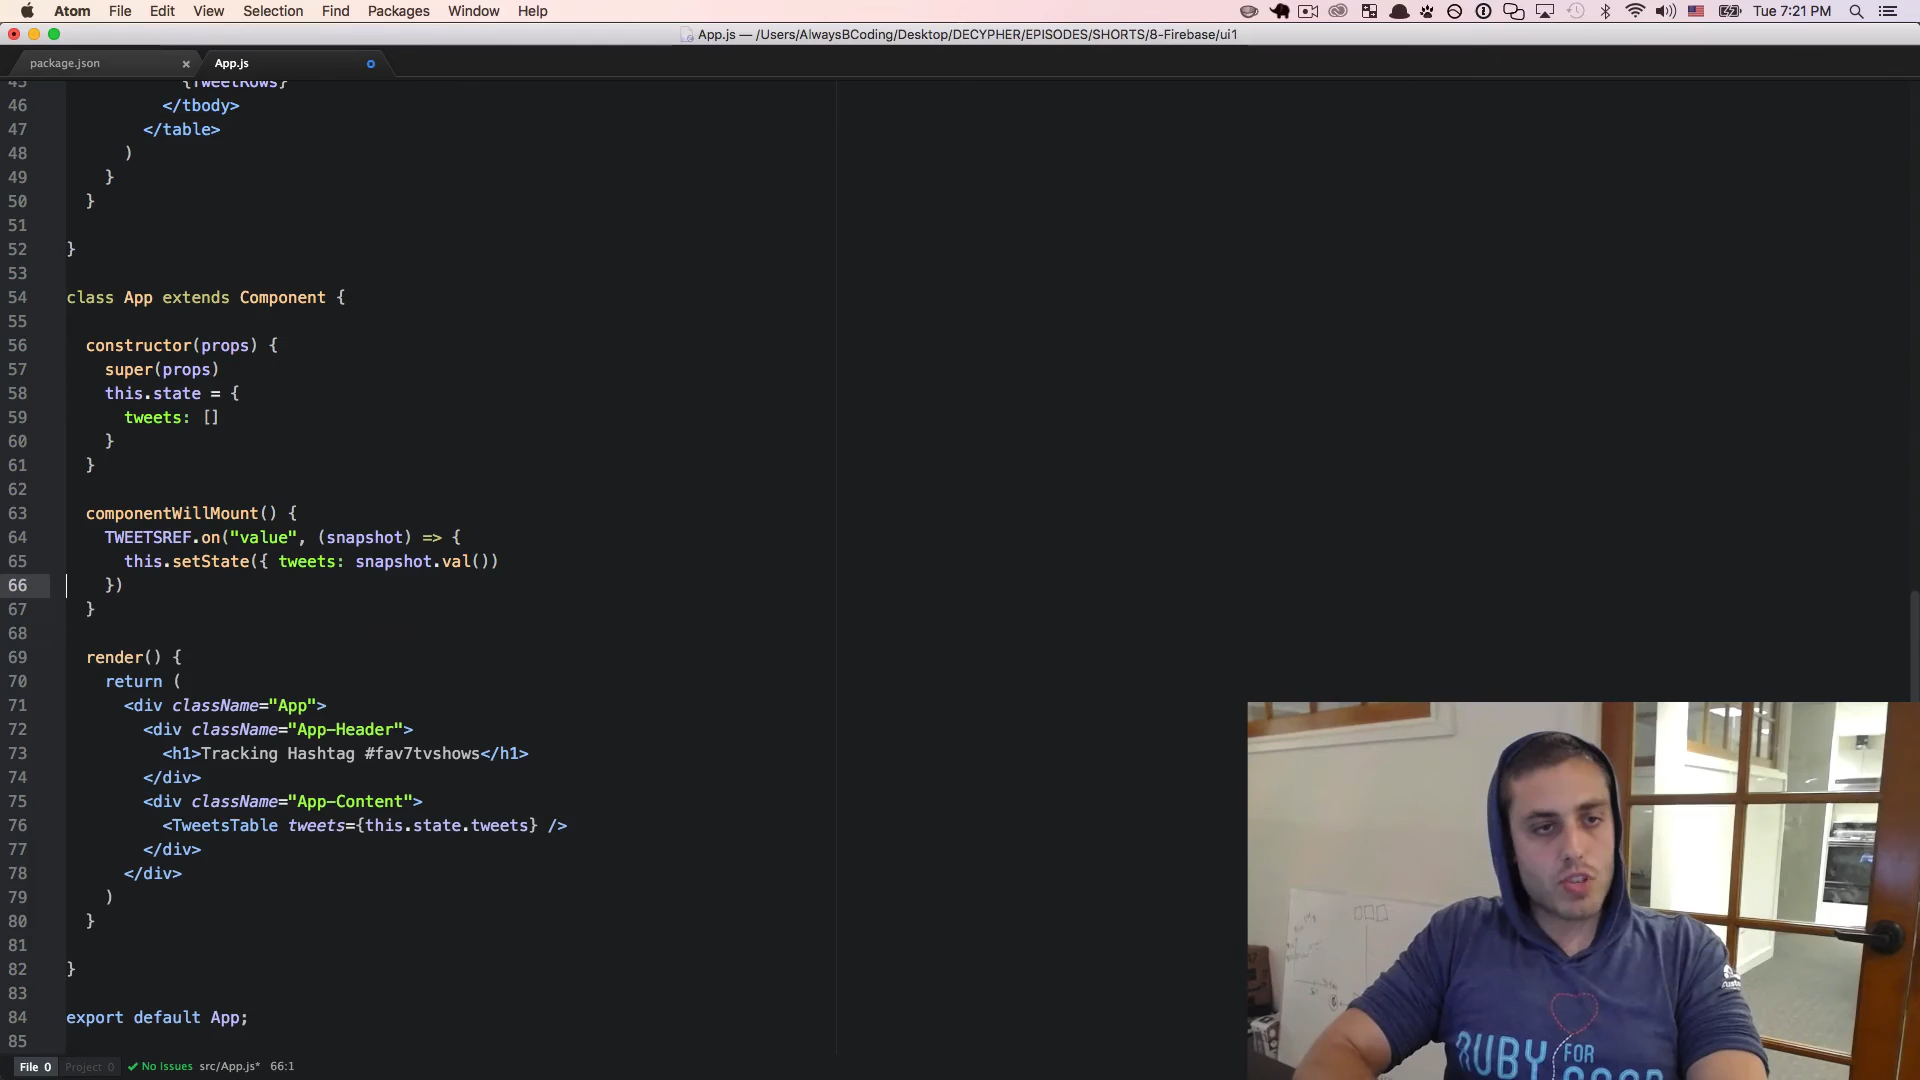 Atom File Edit View Selection Find Packages Window Help Tue 7:21 PM
App.js — /Users/AlwaysBCoding/Desktop/DECYPHER/EPISODES/SHORTS/8-Firebase/ui1
package.json App.js
45 {TweetRows}
46 </tbody>
47 </table>
48 )
49 }
50 }
51
52 }
53
54 class App extends Component {
55
56 constructor(props) {
57 super(props)
58 this.state = {
59 tweets: []
60 }
61 }
62
63 componentWillMount() {
64 TWEETSREF.on("value", (snapshot) => {
65 this.setState({ tweets: snapshot.val())
66 })
67 }
68
69 render() {
70 return (
71 <div className="App">
72 <div className="App-Header">
73 <h1>Tracking Hashtag #fav7tvshows</h1>
74 </div>
75 <div className="App-Content">
76 <TweetsTable tweets={this.state.tweets} />
77 </div>
78 </div>
79 )
80 }
81
82 }
83
84 export default App;
85
File 0 Project 0 No Issues src/App.js* 66:1
RUBY FOR